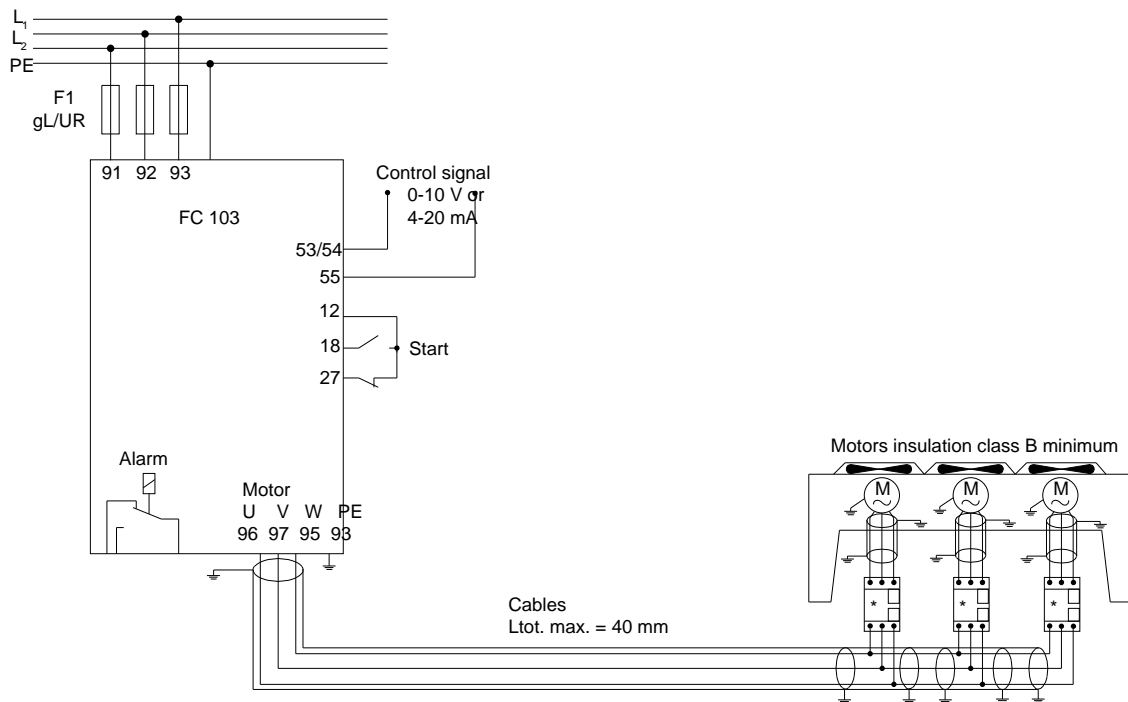 L1
L2
PE
F1
gL/UR
91 92 93
FC 103
Control signal
0-10 V or
4-20 mA
53/54
55
12
18
Start
27
Alarm
Motor
U V W PE
96 97 95 93
Motors insulation class B minimum
M M M
* * *
Cables
Ltot. max. = 40 mm